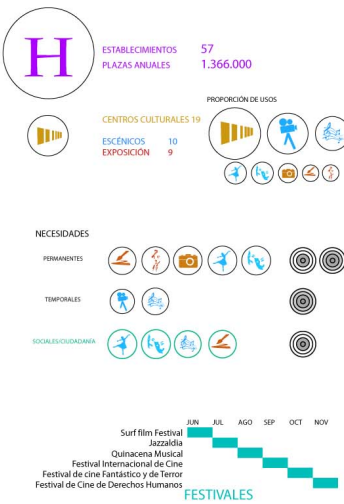 H
ESTABLECIMIENTOS 57
PLAZAS ANUALES 1.366.000
PROPORCIÓN DE USOS
CENTROS CULTURALES 19
ESCÉNICOS 10
EXPOSICIÓN 9
NECESIDADES
PERMANENTES
TEMPORALES
SOCIALES/CIUDADANÍA
JUN JUL AGO SEP OCT NOV
Surf film Festival
Jazzaldia
Quinacena Musical
Festival Internacional de Cine
Festival de cine Fantástico y de Terror
Festival de Cine de Derechos Humanos
FESTIVALES